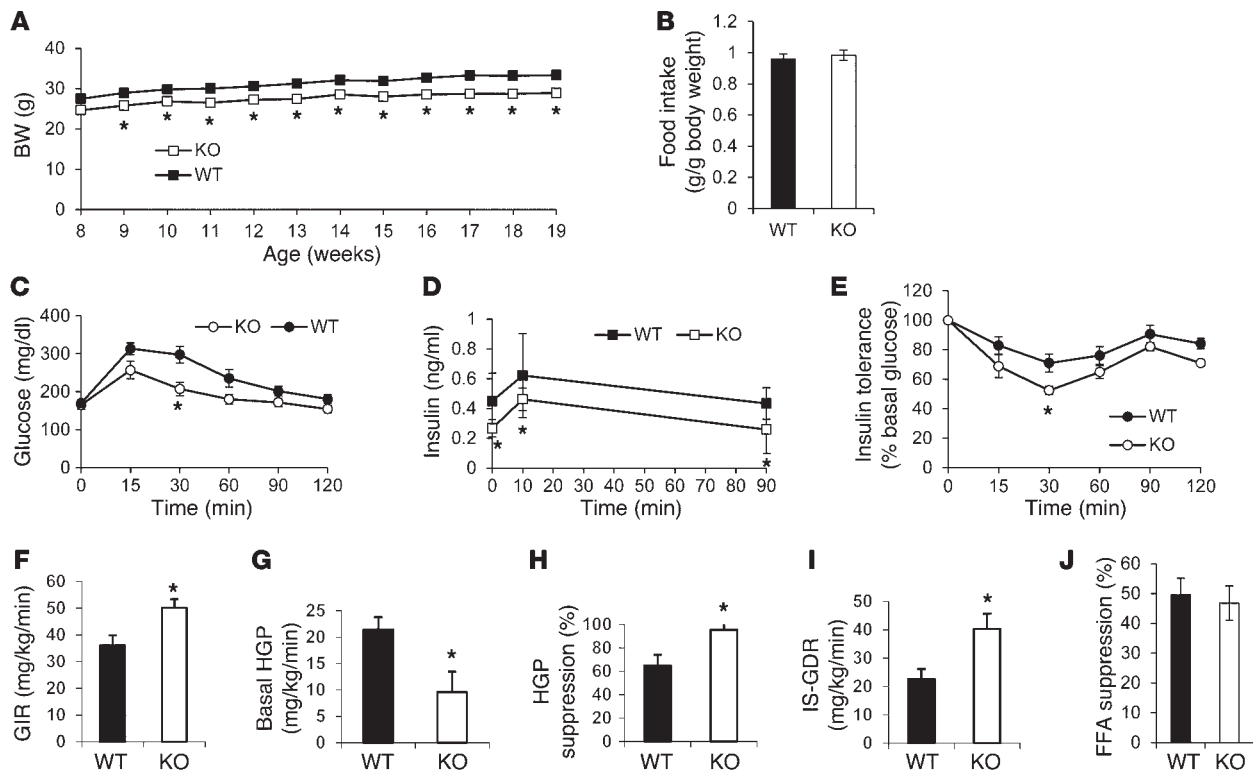 A
BW (g)
40
30
20
10
0
* * * * * * * * * * *
KO
WT
8 9 10 11 12 13 14 15 16 17 18 19
Age (weeks)
B
Food intake
(g/g body weight)
1.2
1
0.8
0.6
0.4
0.2
0
WT KO
C
Glucose (mg/dl)
400
300
200
100
0
KO WT
*
0 15 30 60 90 120
Time (min)
D
Insulin (ng/ml)
1
0.8
0.6
0.4
0.2
0
WT KO
* * *
0 10 20 30 40 50 60 70 80 90
Time (min)
E
Insulin tolerance
(% basal glucose)
120
100
80
60
40
20
0
*
WT
KO
0 15 30 60 90 120
Time (min)
F
GIR (mg/kg/min)
60
50
40
30
20
10
0
*
WT KO
G
Basal HGP
(mg/kg/min)
25
20
15
10
5
0
*
WT KO
H
HGP
suppression (%)
100
80
60
40
20
0
*
WT KO
I
IS-GDR
(mg/kg/min)
50
40
30
20
10
0
*
WT KO
J
FFA suppression (%)
60
50
40
30
20
10
0
WT KO